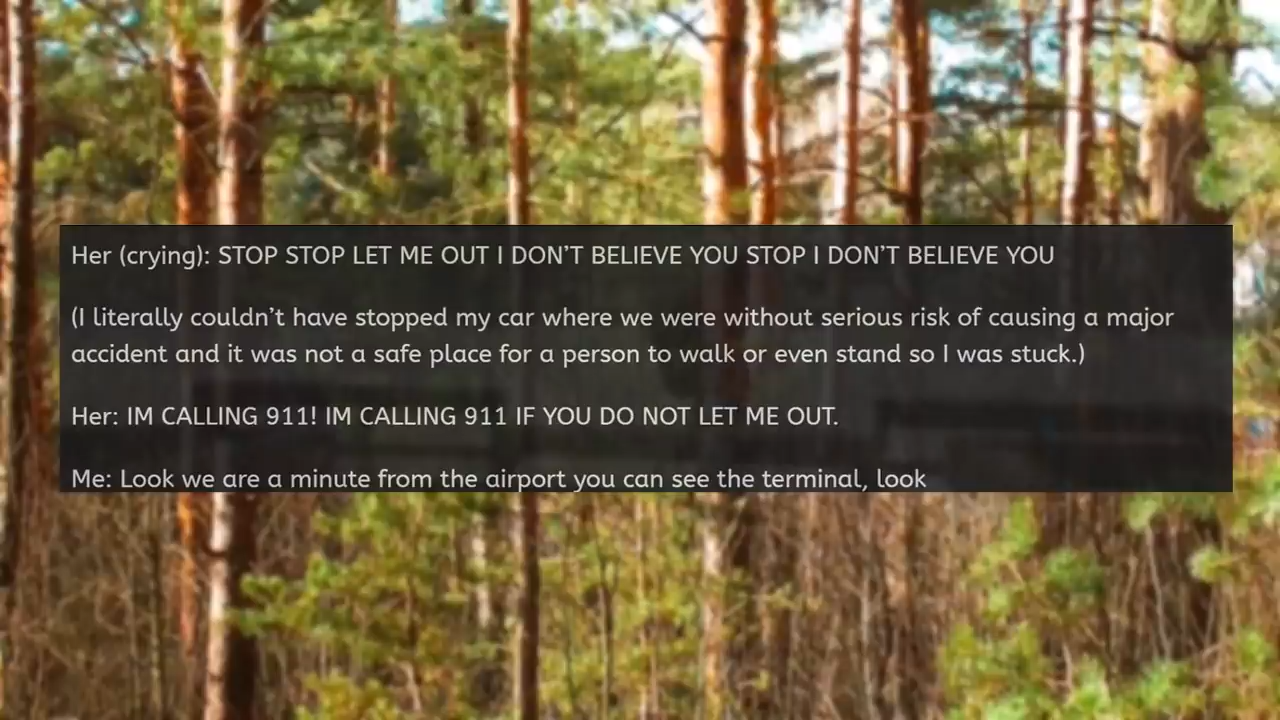 Her (crying): STOP STOP LET ME OUT I DON’T BELIEVE YOU STOP I DON’T BELIEVE YOU
(I literally couldn’t have stopped my car where we were without serious risk of causing a major
accident and it was not a safe place for a person to walk or even stand so I was stuck.)
Her: IM CALLING 911! IM CALLING 911 IF YOU DO NOT LET ME OUT.
Me: Look we are a minute from the airport you can see the terminal, look